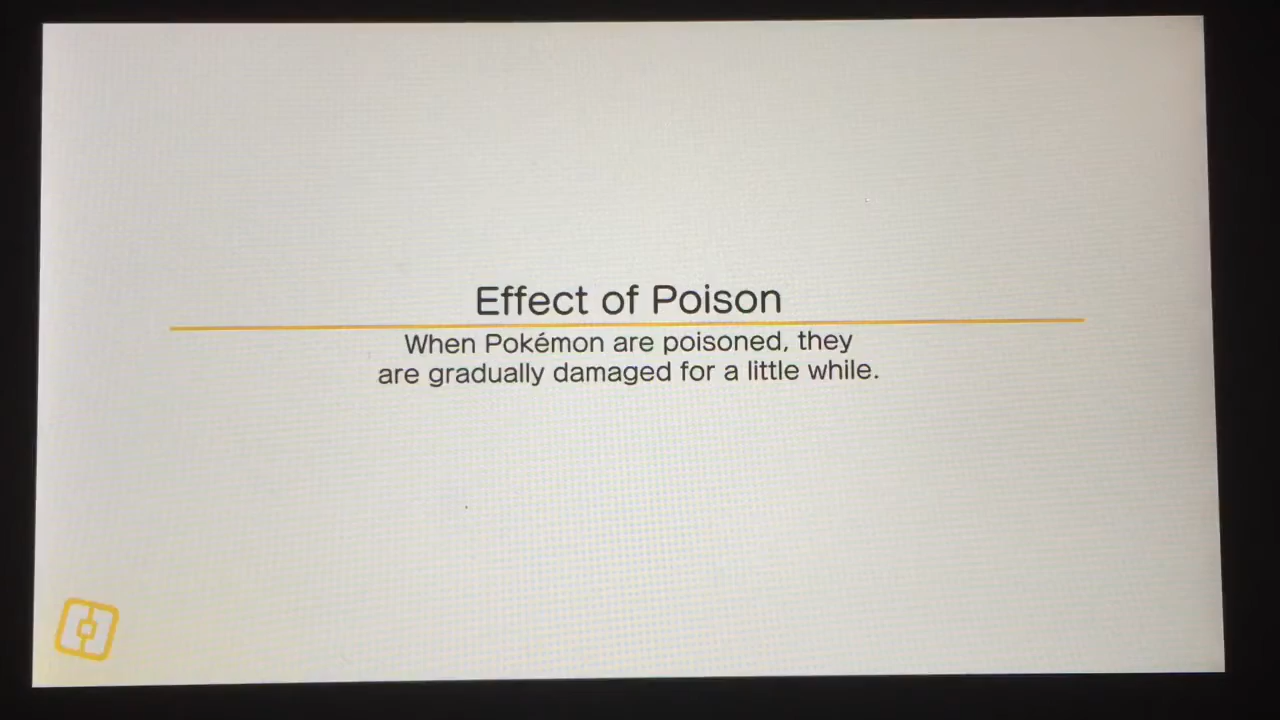 Effect of Poison
When Pokémon are poisoned, they
are gradually damaged for a little while.